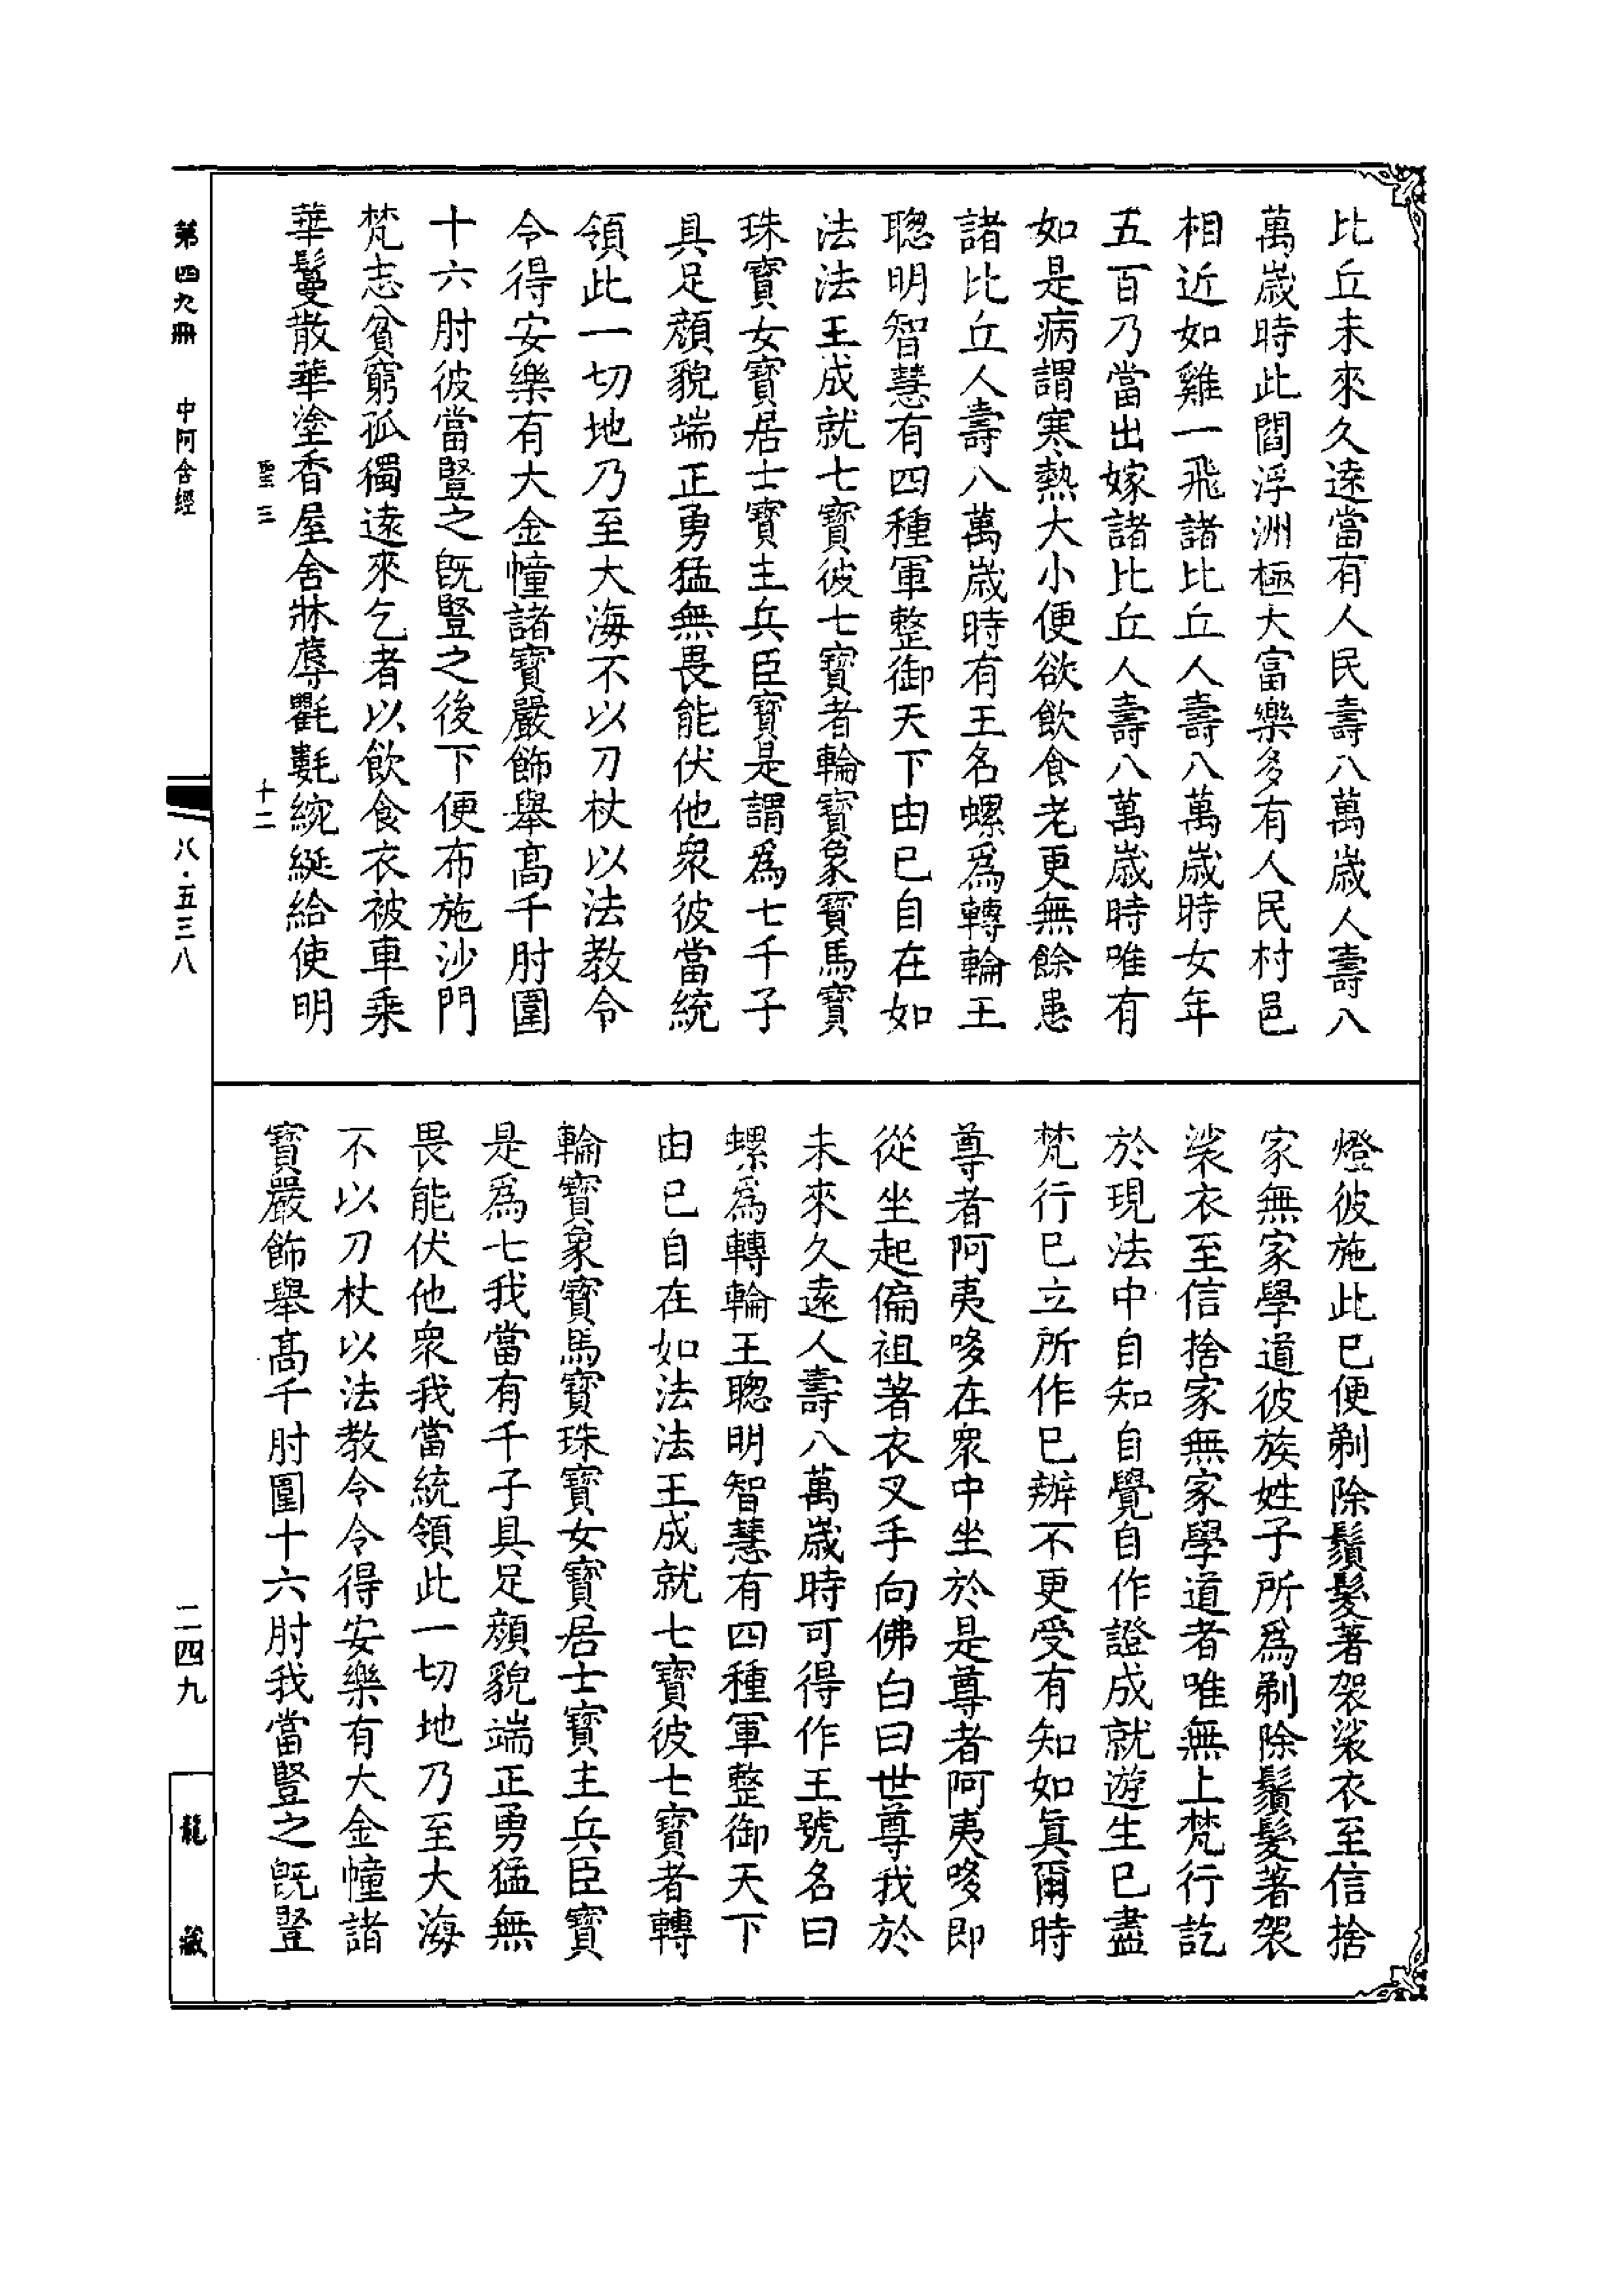 比丘未來久遠當有人民壽八萬歲人壽八
萬歲時此閻浮洲極大富樂多有人民村邑
相近如雞一飛諸比丘人壽八萬歲時女年
五百乃當出嫁諸比丘人壽八萬歲時唯有
如是病謂寒熱大小便欲飲食老更無餘患
諸比丘人壽八萬歲時有王名螺爲轉輪王
聰明智慧有四種軍整御天下由已自在如
法法王成就七寶彼七寶者輪寶象寶馬寶
珠寶女寶居士寶主兵臣寶是謂爲七千子
具足顏貌端正勇猛無畏能伏他衆彼當統
領此一切地乃至大海不以刀杖以法教令
令得安樂有大金幢諸寶嚴飾舉高千肘圍
十六肘彼當豎之旣豎之後下便布施沙門
梵志貧窮孤獨遠來乞者以飲食衣被車乘
華鬘散華塗香屋舍牀蓐氍氀綩綖給使明
聖三 十二
燈彼施此已便剃除鬚髮著袈裟衣至信捨
家無家學道彼族姓子所爲剃除鬚髮著袈
裟衣至信捨家無家學道者唯無上梵行訖
於現法中自知自覺自作證成就遊生已盡
梵行已立所作已辦不更受有知如眞爾時
尊者阿夷哆在衆中坐於是尊者阿夷哆即
從坐起偏袒著衣叉手向佛白曰世尊我於
未來久遠人壽八萬歲時可得作王號名曰
螺爲轉輪王聰明智慧有四種軍整御天下
由已自在如法法王成就七寶彼七寶者轉
輪寶象寶馬寶珠寶女寶居士寶主兵臣寶
是爲七我當有千子具足顏貌端正勇猛無
畏能伏他衆我當統領此一切地乃至大海
不以刀杖以法教令令得安樂有大金幢諸
寶嚴飾舉高千肘圍十六肘我當豎之旣豎
第四九冊 中阿含經 八·五三八 二四九 龍藏